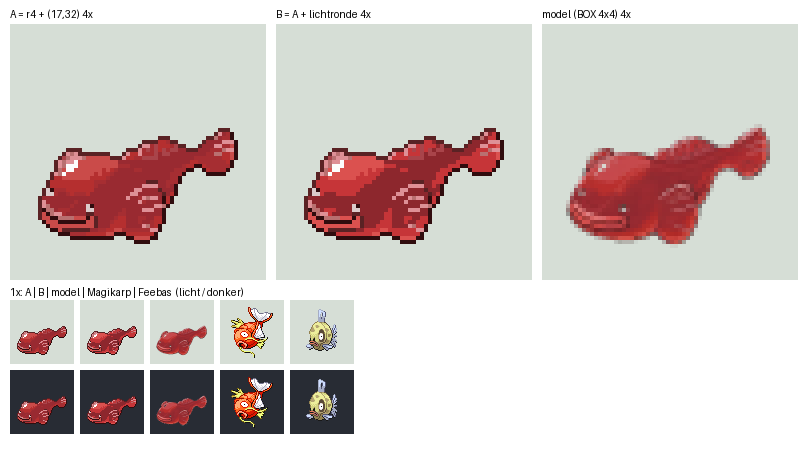 A = r4 + (17,32) 4x
B = A + lichtronde 4x
model (BOX 4x4) 4x
1x: A | B | model | Magikarp | Feebas (licht / donker)